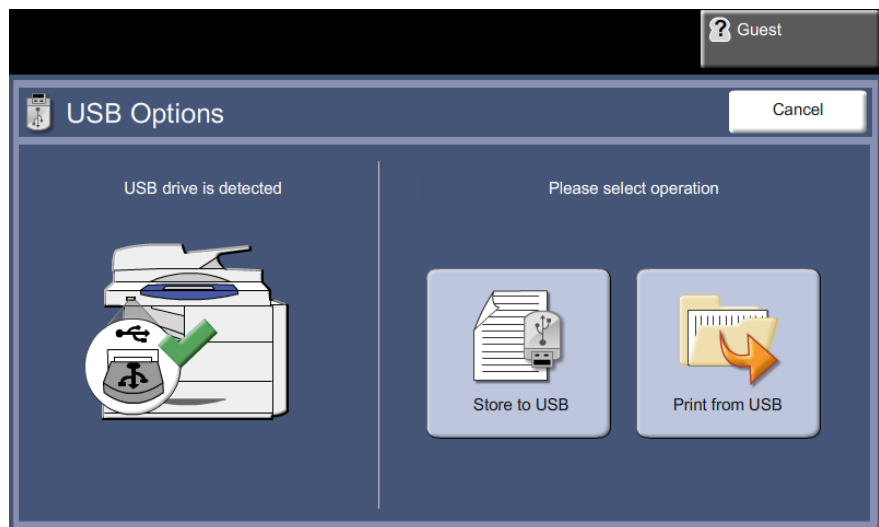 Guest
USB Options
Cancel
USB drive is detected
Please select operation
Store to USB
Print from USB